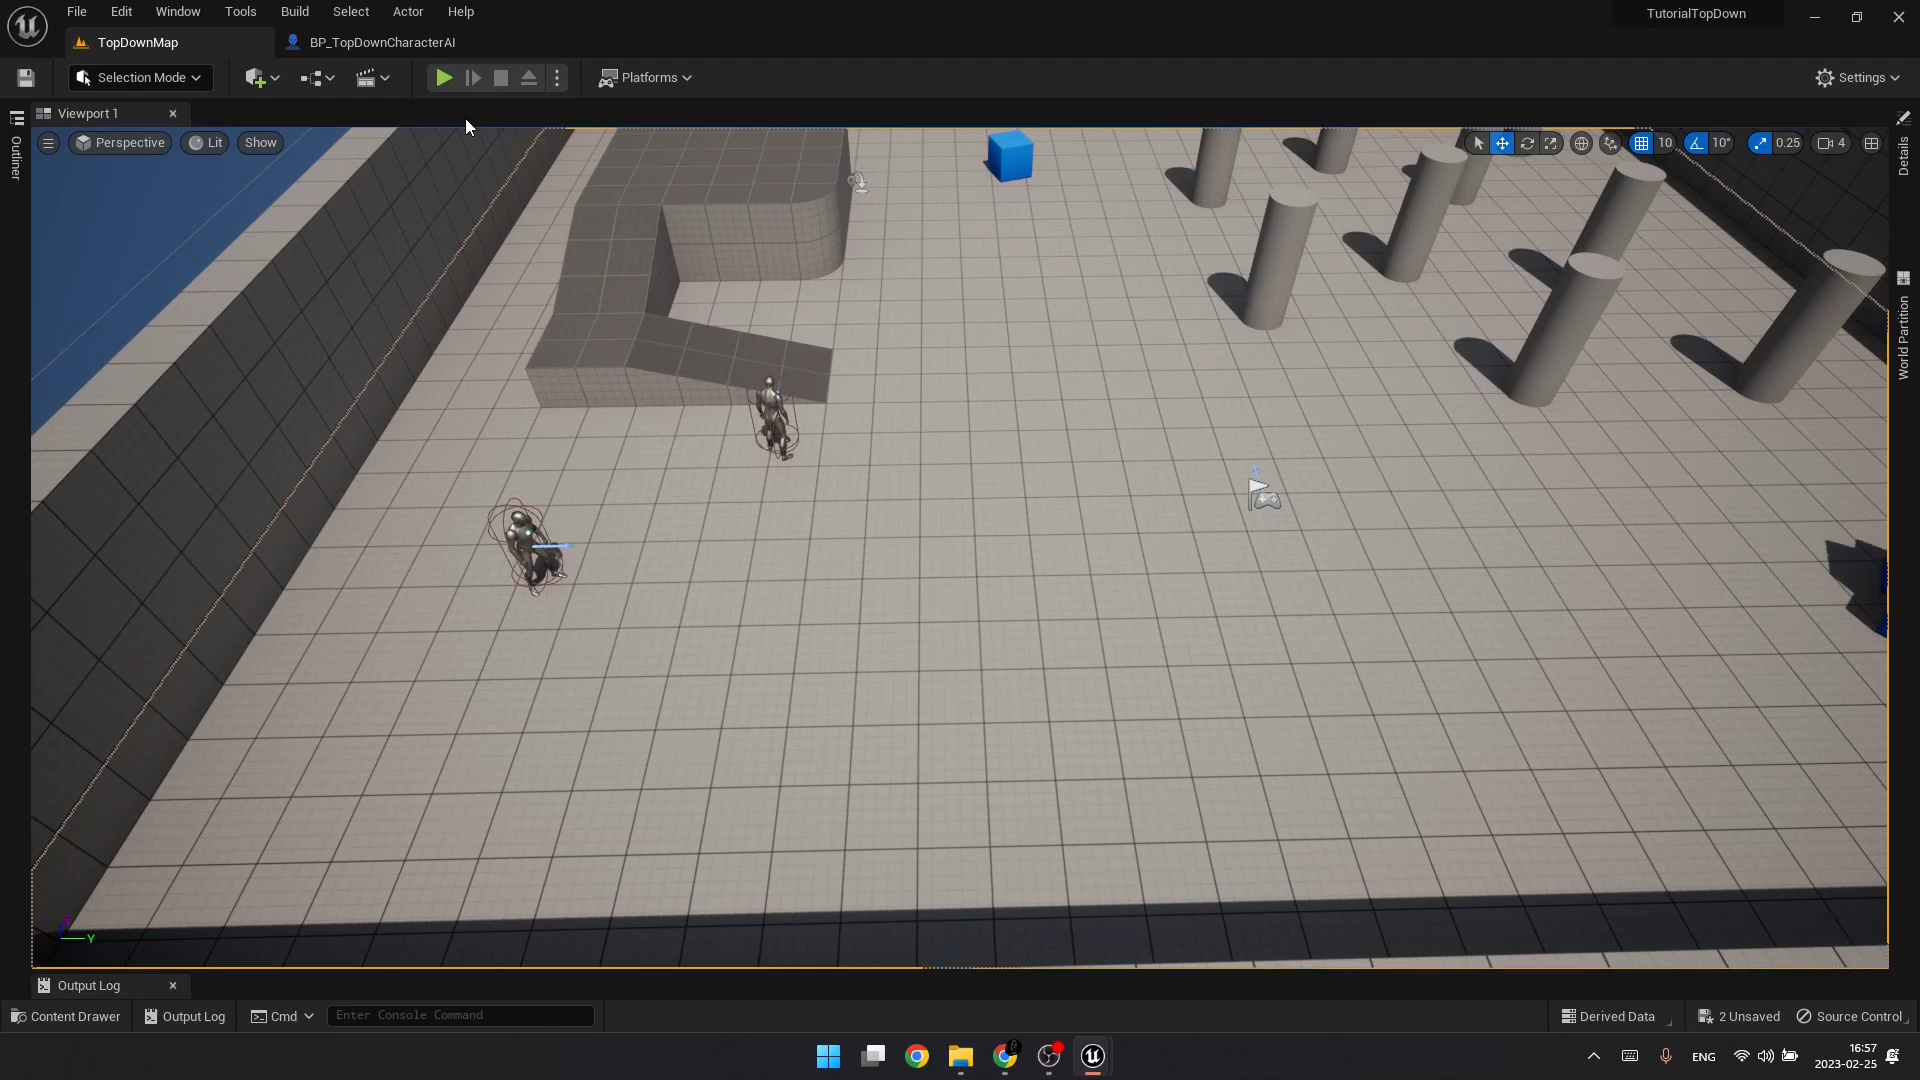 File Edit Window Tools Build Select Actor Help
TutorialTopDown
TopDownMap
BP_TopDownCharacterAI
Selection Mode
Platforms
Settings
Viewport 1
Perspective
Lit
Show
10
10°
0.25
4
Outliner
Details
World Partition
Y
Output Log
Content Drawer
Output Log
Cmd
Enter Console Command
Derived Data
2 Unsaved
Source Control
ENG
16:57
2023-02-25